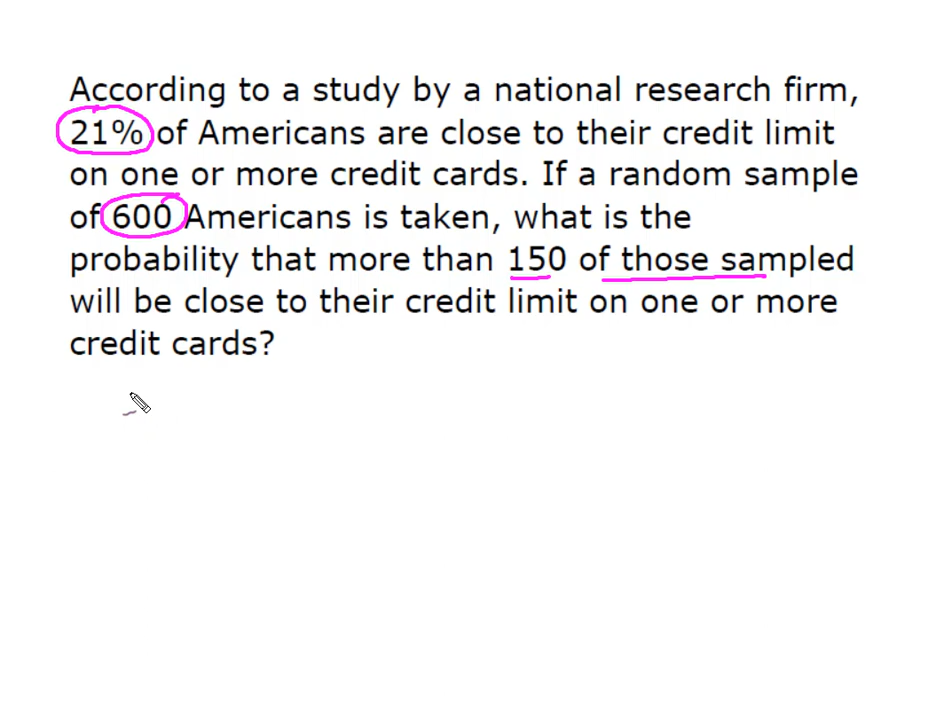 According to a study by a national research firm,
21% of Americans are close to their credit limit
on one or more credit cards. If a random sample
of 600 Americans is taken, what is the
probability that more than 150 of those sampled
will be close to their credit limit on one or more
credit cards?